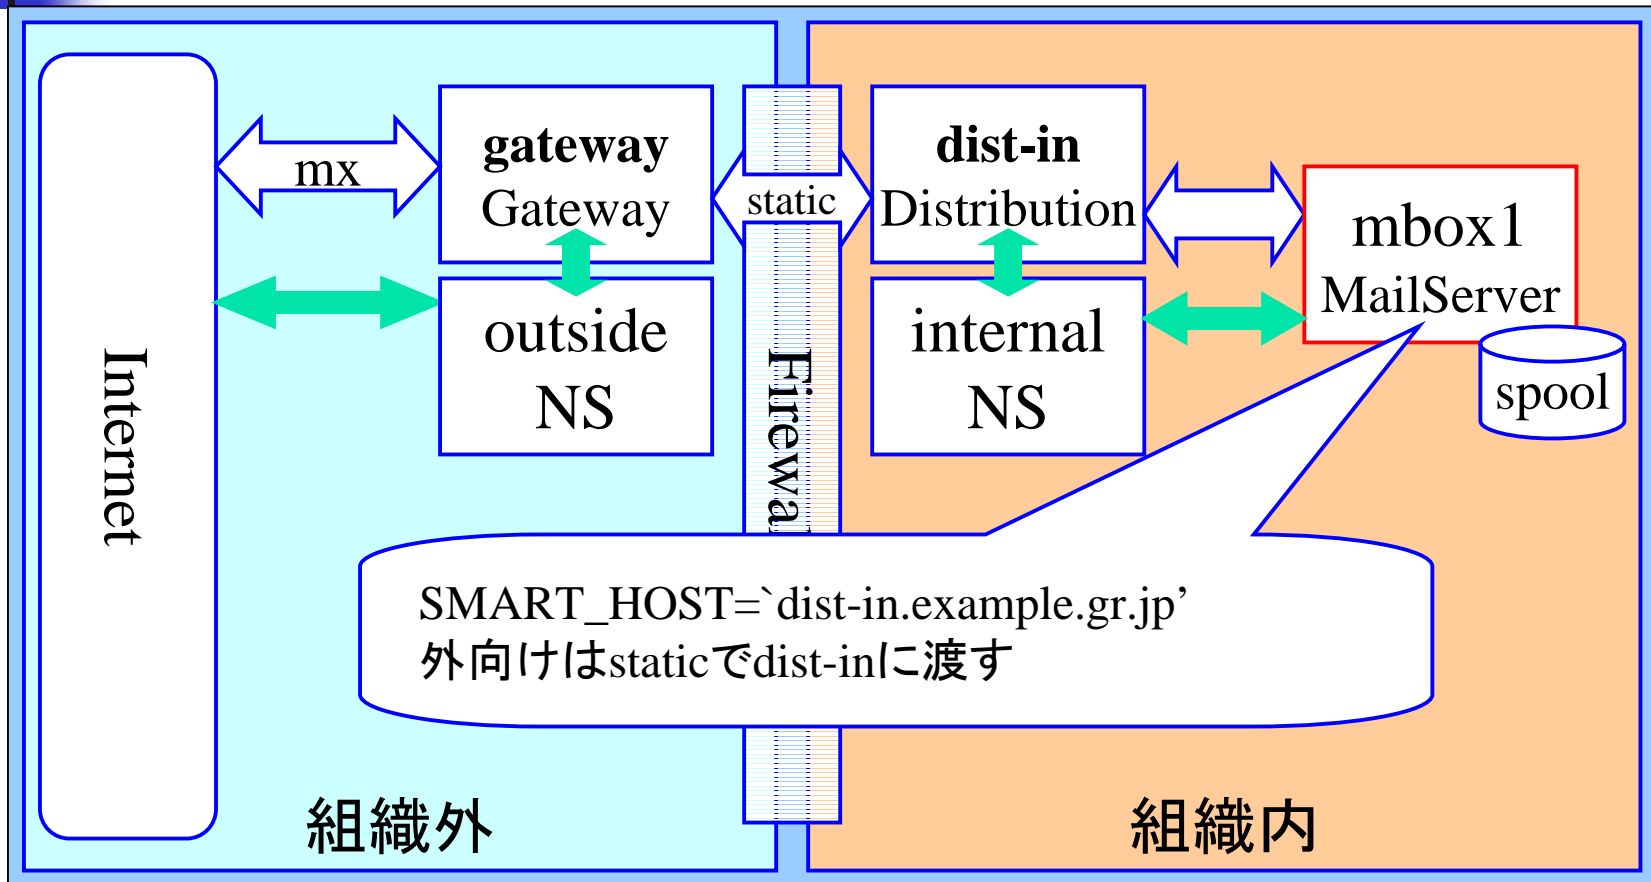 Internet
mx
gateway
Gateway
outside
NS
static
Firewal
dist-in
Distribution
internal
NS
mbox1
MailServer
spool
SMART_HOST=`dist-in.example.gr.jp’
外向けはstaticでdist-inに渡す
組織外
組織内